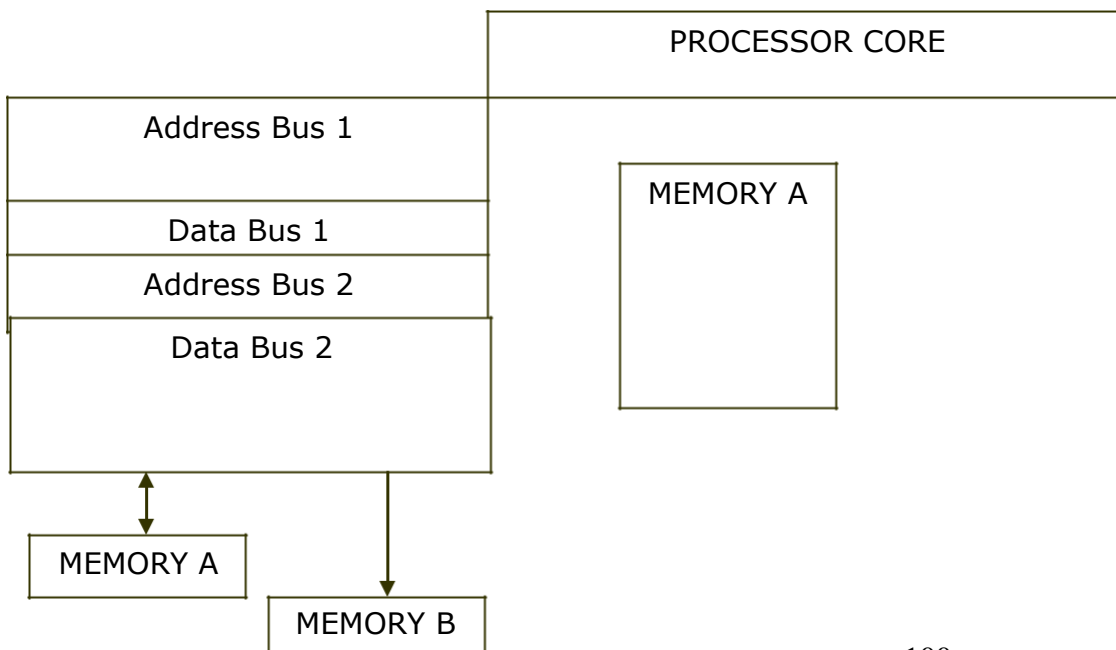 PROCESSOR CORE
Address Bus 1
MEMORY A
Data Bus 1
Address Bus 2
Data Bus 2
MEMORY A
MEMORY B